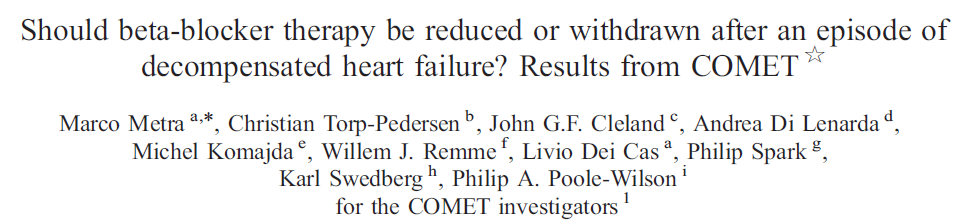 Should beta-blocker therapy be reduced or withdrawn after an episode of
decompensated heart failure? Results from COMET ☆
Marco Metra a,*, Christian Torp-Pedersen b, John G.F. Cleland c, Andrea Di Lenarda d,
Michel Komajda e, Willem J. Remme f, Livio Dei Cas a, Philip Spark g,
Karl Swedberg h, Philip A. Poole-Wilson i
for the COMET investigators 1